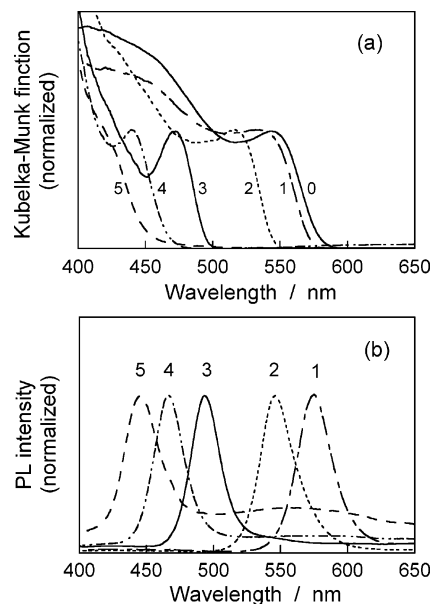 (a)
Kubelka-Munk finction
(normalized)
5 4 3 2 1 0
400 450 500 550 600 650
Wavelength / nm
(b)
5 4 3 2 1
PL intensity
(normalized)
400 450 500 550 600 650
Wavelength / nm